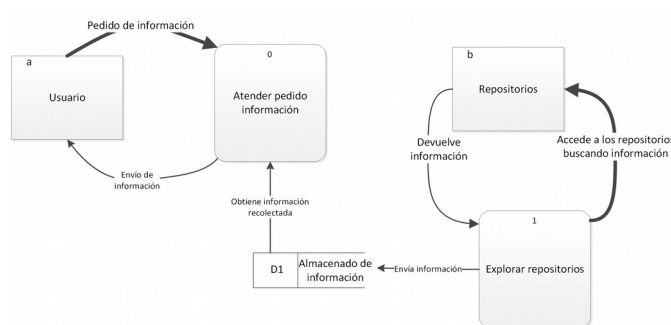 Pedido de información
a
Usuario
0
Atender pedido
información
Envío de
información
b
Repositorios
Devuelve
información
Accede a los repositorio
buscando información
Obtiene información
recolectada
1
Explorar repositorios
D1
Almacenado de
información
Envía información